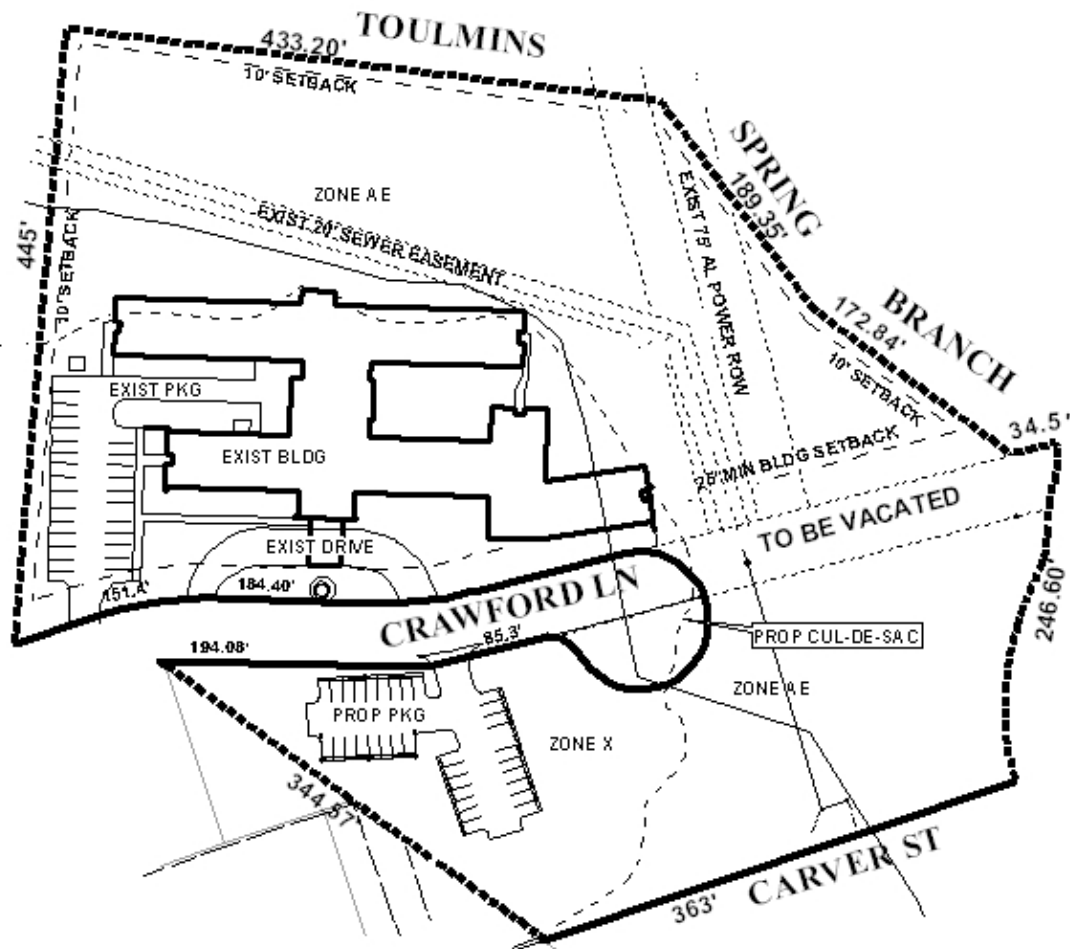 TOULMINS
433.20'
10' SETBACK
SPRING
189.35'
ZONE AE
EXIST 20' SEWER EASEMENT
EXIST 75' AL POWER ROW
445'
10' SETBACK
BRANCH
172.84'
10' SETBACK
34.5'
EXIST PKG
EXIST BLDG
25' MIN BLDG SETBACK
TO BE VACATED
EXIST DRIVE
151.4'
184.40'
CRAWFORD LN
246.60'
194.08'
85.3'
PROP CUL-DE-SAC
ZONE AE
PROP PKG
ZONE X
344.57'
CARVER ST
363'